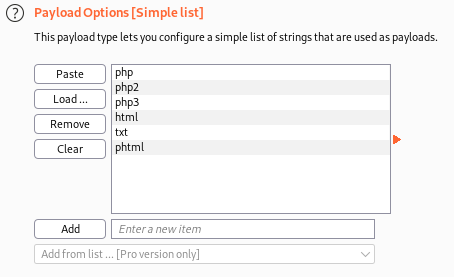 ? Payload Options [Simple list]
This payload type lets you configure a simple list of strings that are used as payloads.
Paste
Load ...
Remove
Clear
php
php2
php3
html
txt
phtml
Add
Enter a new item
Add from list ... [Pro version only]